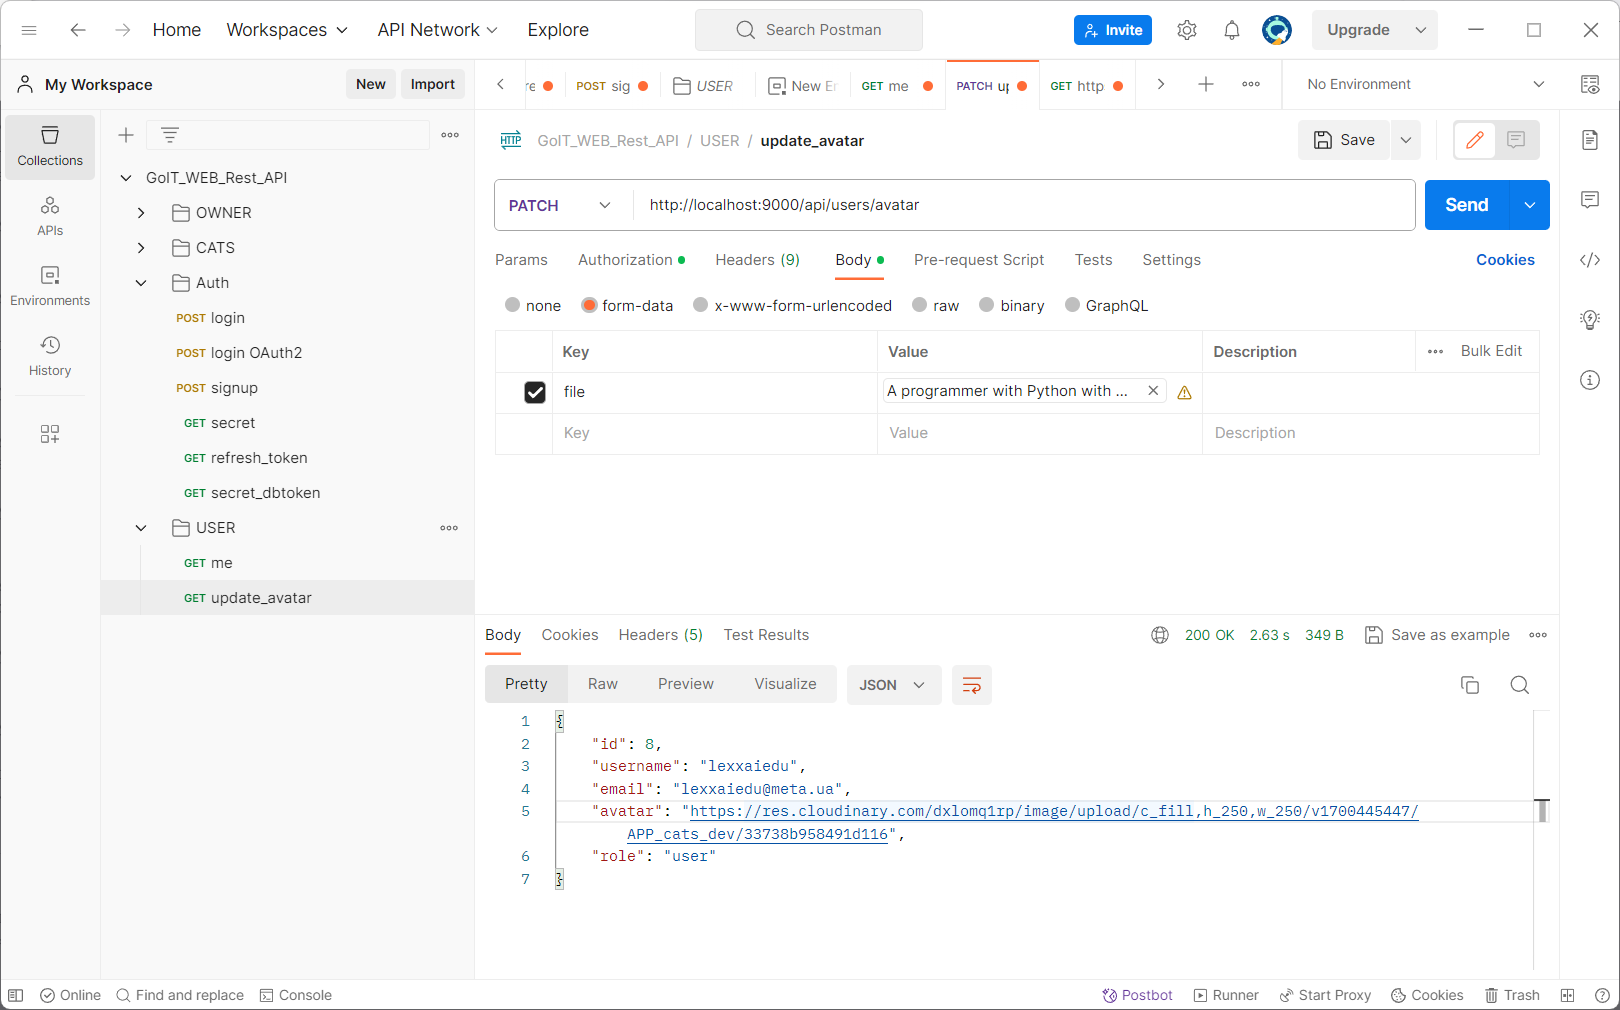 Home
Workspaces
API Network
Explore
Search Postman
Invite
Upgrade
My Workspace
New
Import
re
POST sig
USER
New En
GET me
PATCH up
GET http
No Environment
Collections
APIs
Environments
History
GoIT_WEB_Rest_API
OWNER
CATS
Auth
POST login
POST login OAuth2
POST signup
GET secret
GET refresh_token
GET secret_dbtoken
USER
GET me
GET update_avatar
HTTP GoIT_WEB_Rest_API / USER / update_avatar
Save
PATCH
http://localhost:9000/api/users/avatar
Send
Params
Authorization
Headers (9)
Body
Pre-request Script
Tests
Settings
Cookies
none
form-data
x-www-form-urlencoded
raw
binary
GraphQL
Key
Value
Description
Bulk Edit
file
A programmer with Python with ...
Key
Value
Description
Body
Cookies
Headers (5)
Test Results
200 OK
2.63 s
349 B
Save as example
Pretty
Raw
Preview
Visualize
JSON
1 {
2 "id": 8,
3 "username": "lexxaiedu",
4 "email": "lexxaiedu@meta.ua",
5 "avatar": "https://res.cloudinary.com/dxlomq1rp/image/upload/c_fill,h_250,w_250/v1700445447/
APP_cats_dev/33738b958491d116",
6 "role": "user"
7 }
Online
Find and replace
Console
Postbot
Runner
Start Proxy
Cookies
Trash